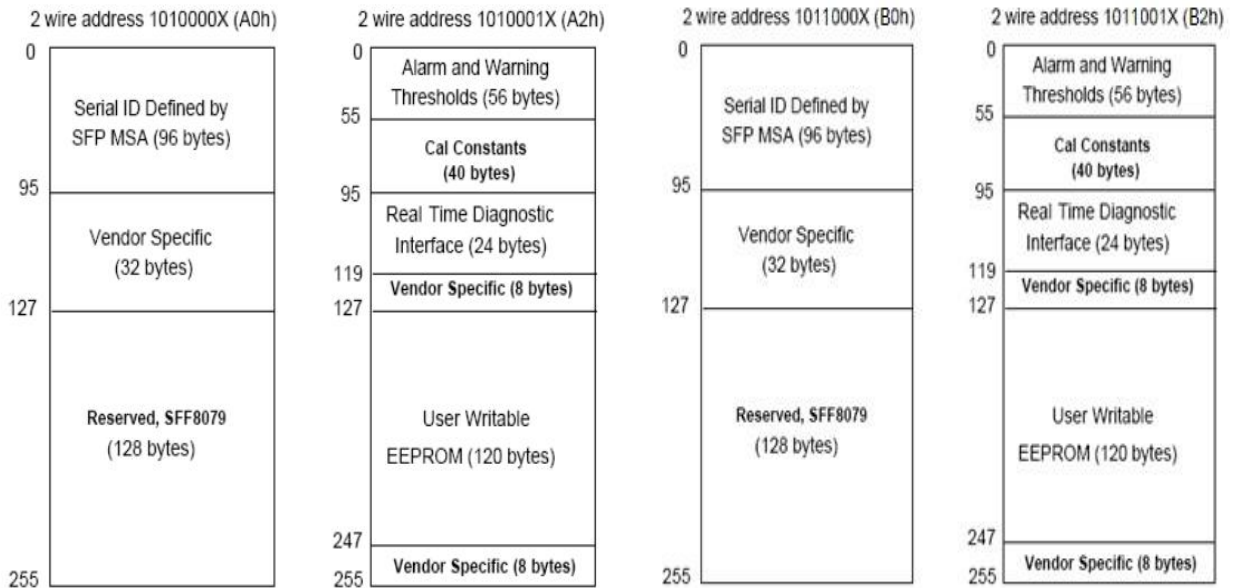 2 wire address 1010000X (A0h)
0
Serial ID Defined by
SFP MSA (96 bytes)
95
Vendor Specific
(32 bytes)
127
Reserved, SFF8079
(128 bytes)
255
2 wire address 1010001X (A2h)
0
Alarm and Warning
Thresholds (56 bytes)
55
Cal Constants
(40 bytes)
95
Real Time Diagnostic
Interface (24 bytes)
119
Vendor Specific (8 bytes)
127
User Writable
EEPROM (120 bytes)
247
Vendor Specific (8 bytes)
255
2 wire address 1011000X (B0h)
0
Serial ID Defined by
SFP MSA (96 bytes)
95
Vendor Specific
(32 bytes)
127
Reserved, SFF8079
(128 bytes)
255
2 wire address 1011001X (B2h)
0
Alarm and Warning
Thresholds (56 bytes)
55
Cal Constants
(40 bytes)
95
Real Time Diagnostic
Interface (24 bytes)
119
Vendor Specific (8 bytes)
127
User Writable
EEPROM (120 bytes)
247
Vendor Specific (8 bytes)
255